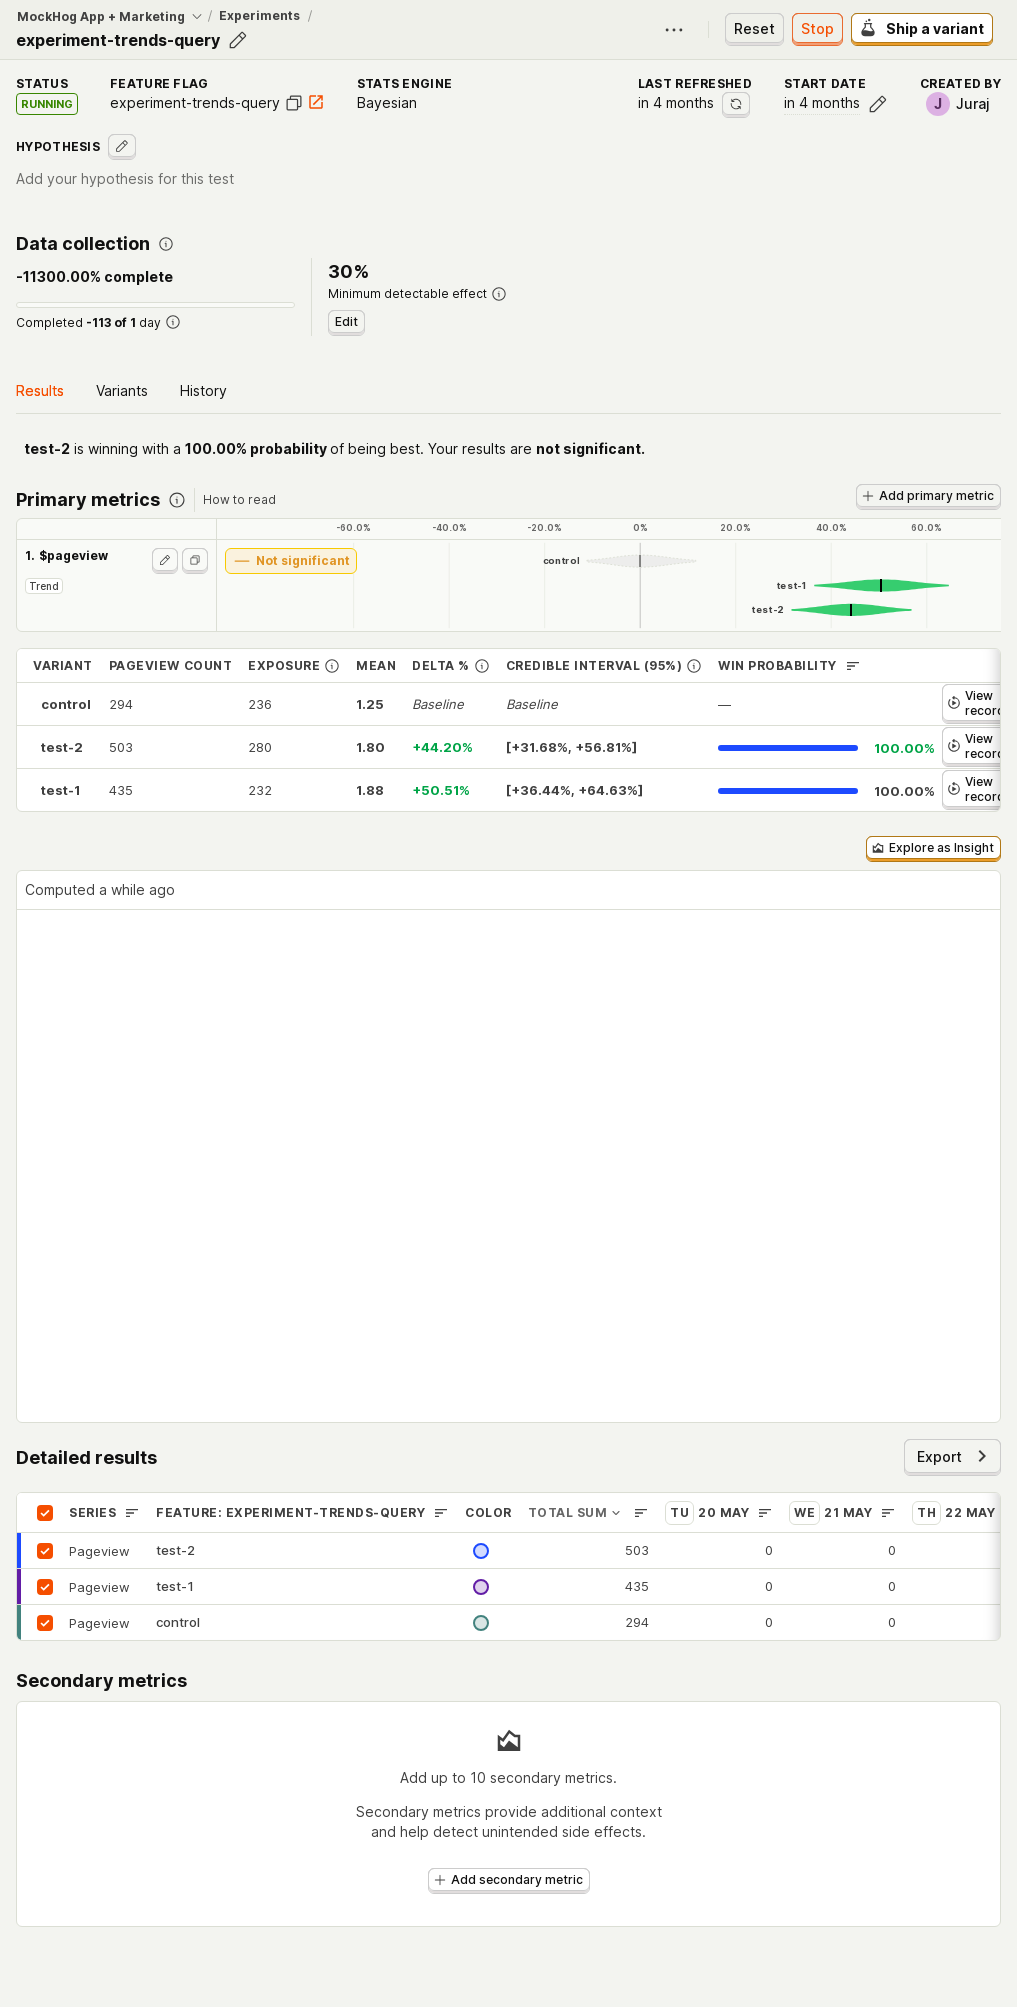 MockHog App + Marketing / Experiments /
experiment-trends-query
Reset
Stop
Ship a variant
STATUS
RUNNING
FEATURE FLAG
experiment-trends-query
STATS ENGINE
Bayesian
LAST REFRESHED
in 4 months
START DATE
in 4 months
CREATED BY
J Juraj
HYPOTHESIS
Add your hypothesis for this test
Data collection
-11300.00% complete
Completed -113 of 1 day
30%
Minimum detectable effect
Edit
Results Variants History
test-2 is winning with a 100.00% probability of being best. Your results are not significant.
Primary metrics How to read
Add primary metric
-60.0% -40.0% -20.0% 0% 20.0% 40.0% 60.0%
1. $pageview
Trend
Not significant
control
test-1
test-2
VARIANT PAGEVIEW COUNT EXPOSURE MEAN DELTA % CREDIBLE INTERVAL (95%) WIN PROBABILITY
control 294 236 1.25 Baseline Baseline — View
test-2 503 280 1.80 +44.20% [+31.68%, +56.81%] 100.00% View
test-1 435 232 1.88 +50.51% [+36.44%, +64.63%] 100.00% View
Explore as Insight
Computed a while ago
Detailed results
Export
SERIES FEATURE: EXPERIMENT-TRENDS-QUERY COLOR TOTAL SUM TU 20 MAY WE 21 MAY TH 22 MAY
Pageview test-2 503 0 0
Pageview test-1 435 0 0
Pageview control 294 0 0
Secondary metrics
Add up to 10 secondary metrics.
Secondary metrics provide additional context
and help detect unintended side effects.
Add secondary metric